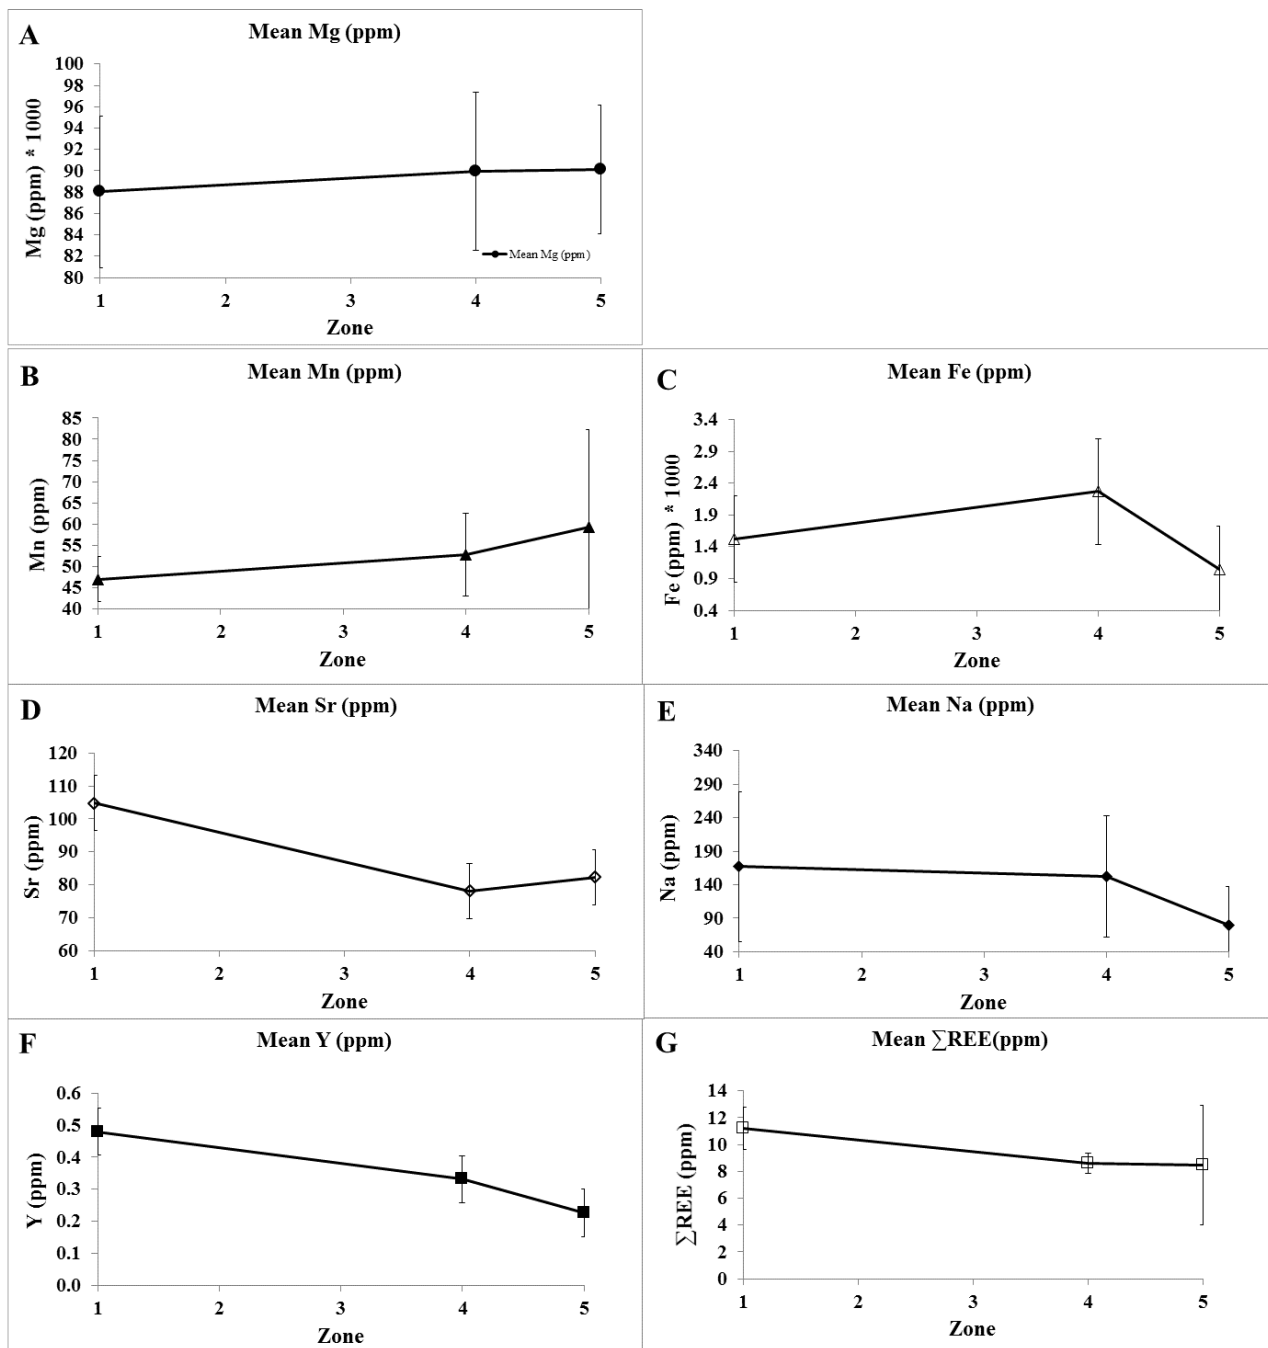 A
Mean Mg (ppm)
Mg (ppm) * 1000
100
98
96
94
92
90
88
86
84
82
80
Mean Mg (ppm)
1 2 3 4 5
Zone
B
Mean Mn (ppm)
Mn (ppm)
85
80
75
70
65
60
55
50
45
40
1 2 3 4 5
Zone
C
Mean Fe (ppm)
Fe (ppm) * 1000
3.4
2.9
2.4
1.9
1.4
0.9
0.4
1 2 3 4 5
Zone
D
Mean Sr (ppm)
Sr (ppm)
120
110
100
90
80
70
60
1 2 3 4 5
Zone
E
Mean Na (ppm)
Na (ppm)
340
290
240
190
140
90
40
1 2 3 4 5
Zone
F
Mean Y (ppm)
Y (ppm)
0.6
0.5
0.4
0.3
0.2
0.1
0.0
1 2 3 4 5
Zone
G
Mean ∑REE(ppm)
∑REE (ppm)
14
12
10
8
6
4
2
0
1 2 3 4 5
Zone